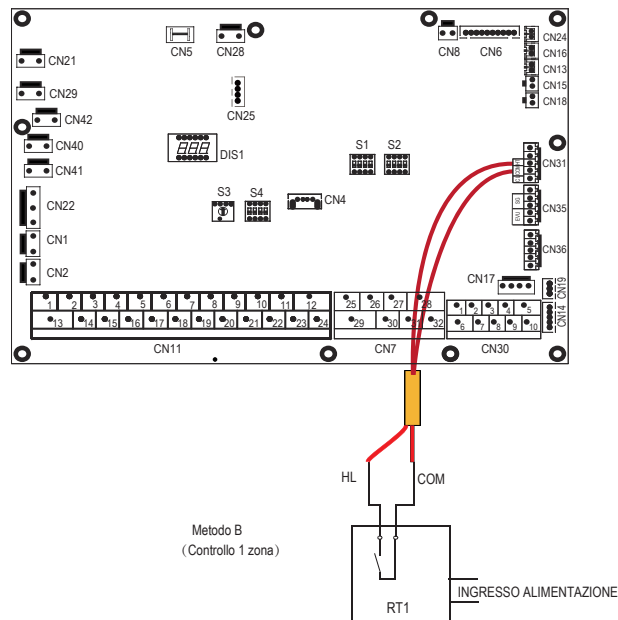 CN5
CN28
CN8
CN6
CN24
CN16
CN13
CN15
CN18
CN21
CN29
CN42
CN40
CN41
CN22
CN1
CN2
CN25
DIS1
S1 S2
S3 S4
CN4
CN31
CN35
SG
EVU
CN36
CN17
CN19
CN14
1 2 3 4 5 6 7 8 9 10 11 12
13 14 15 16 17 18 19 20 21 22 23 24
25 26 27 28
29 30 31 32
1 2 3 4 5
6 7 8 9 10
CN11
CN7
CN30
HL
COM
Metodo B
(Controllo 1 zona)
INGRESSO ALIMENTAZIONE
RT1